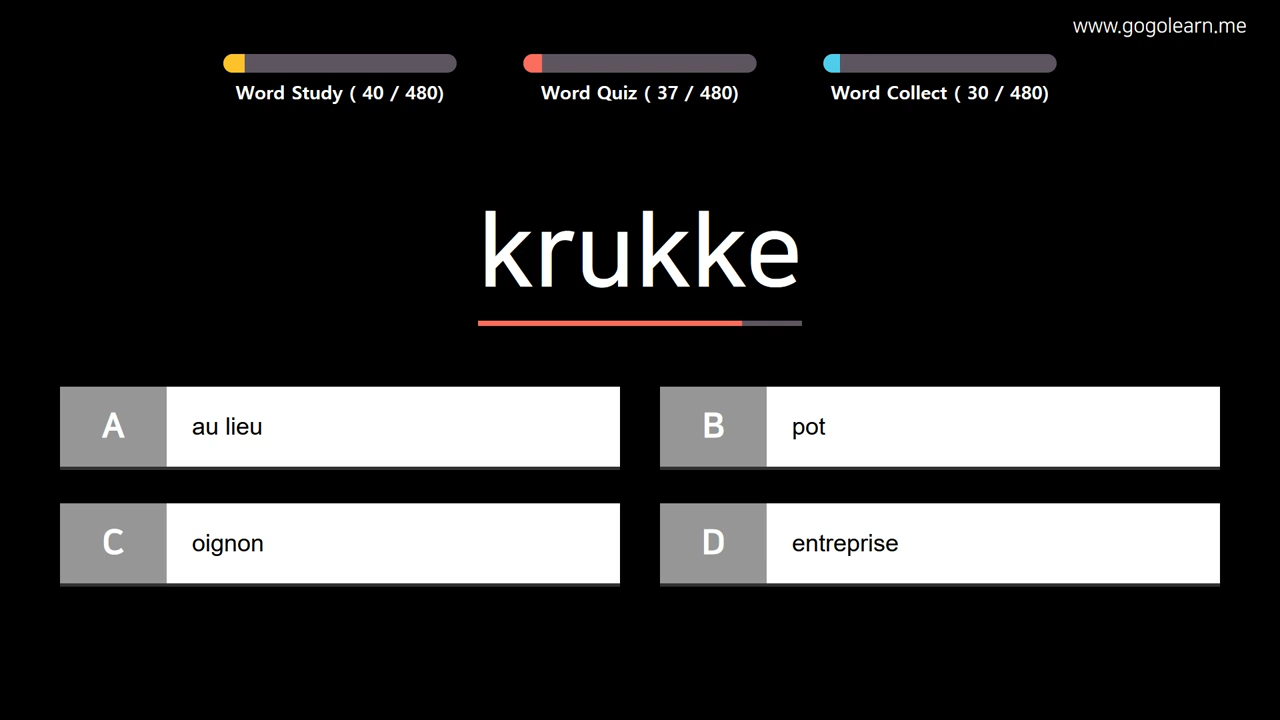 www.gogolearn.me
Word Study ( 40 / 480)
Word Quiz ( 37 / 480)
Word Collect ( 30 / 480)
krukke
A au lieu
B pot
C oignon
D entreprise